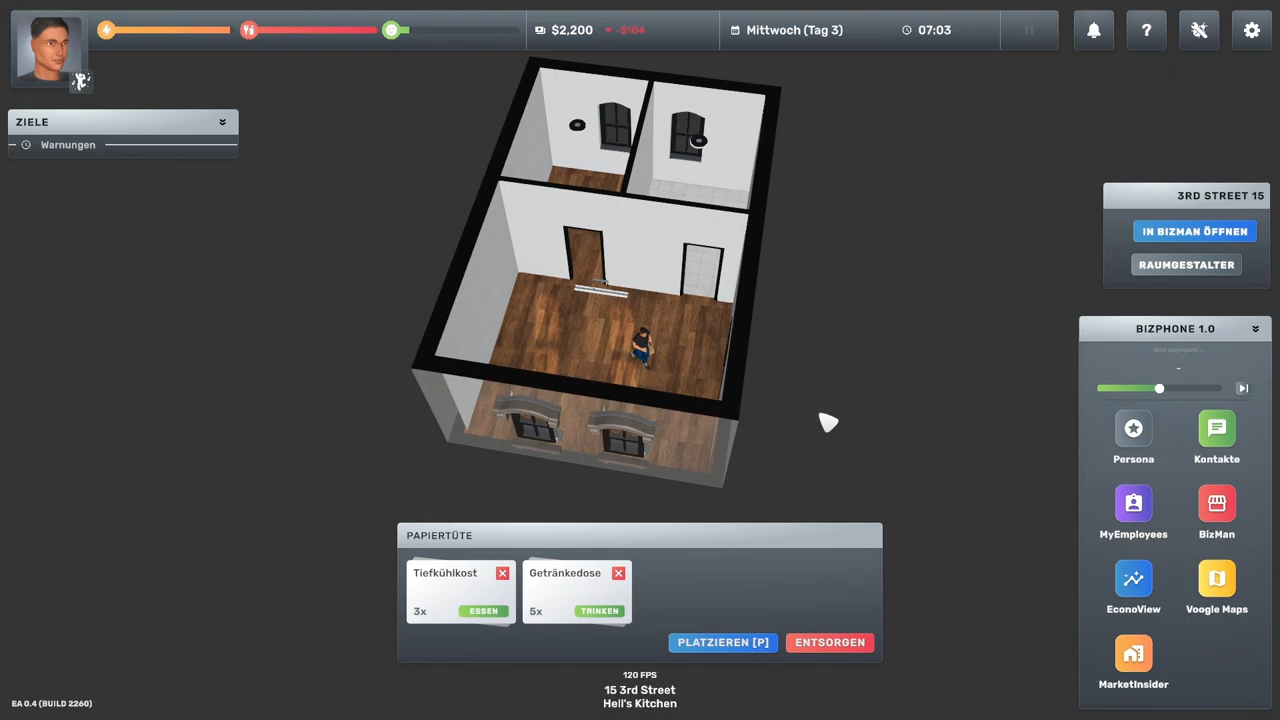 $2,200
-$104
Mittwoch (Tag 3)
07:03
?
ZIELE
Warnungen
3RD STREET 15
IN BIZMAN ÖFFNEN
RAUMGESTALTER
BIZPHONE 1.0
-
Persona
Kontakte
MyEmployees
BizMan
EconoView
Voogle Maps
MarketInsider
PAPIERTÜTE
Tiefkühlkost
Getränkedose
3x
ESSEN
5x
TRINKEN
PLATZIEREN [P]
ENTSORGEN
120 FPS
15 3rd Street
Hell's Kitchen
EA 0.4 (BUILD 2260)